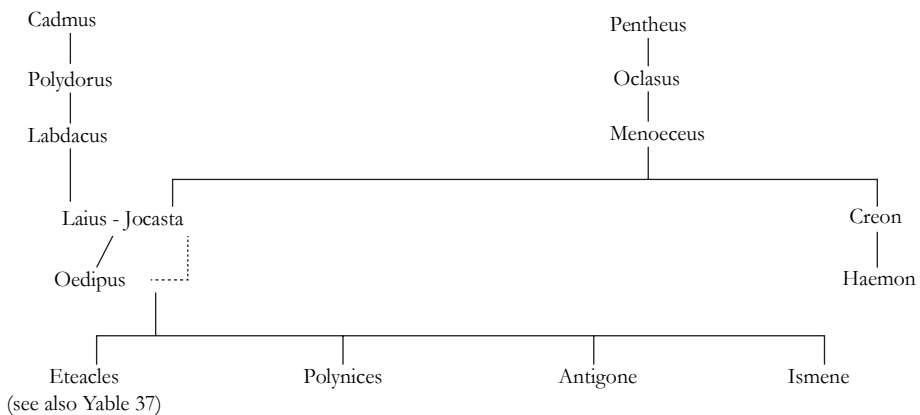 Cadmus
Pentheus
Polydorus
Oclasus
Labdacus
Menoeceus
Laius - Jocasta
Creon
Oedipus
Haemon
Eteacles
(see also Yable 37)
Polynices
Antigone
Ismene